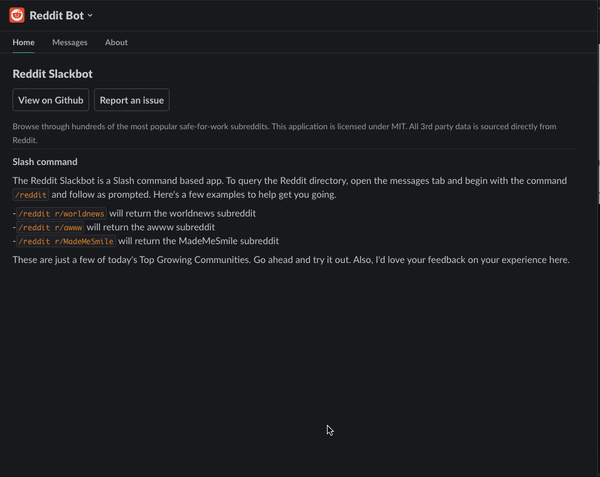 Reddit Bot
Home Messages About
Reddit Slackbot
View on Github Report an issue
Browse through hundreds of the most popular safe-for-work subreddits. This application is licensed under MIT. All 3rd party data is sourced directly from
Reddit.
Slash command
The Reddit Slackbot is a Slash command based app. To query the Reddit directory, open the messages tab and begin with the command
/reddit and follow as prompted. Here's a few examples to help get you going.
-/reddit r/worldnews will return the worldnews subreddit
-/reddit r/awww will return the awww subreddit
-/reddit r/MadeMeSmile will return the MadeMeSmile subreddit
These are just a few of today's Top Growing Communities. Go ahead and try it out. Also, I'd love your feedback on your experience here.